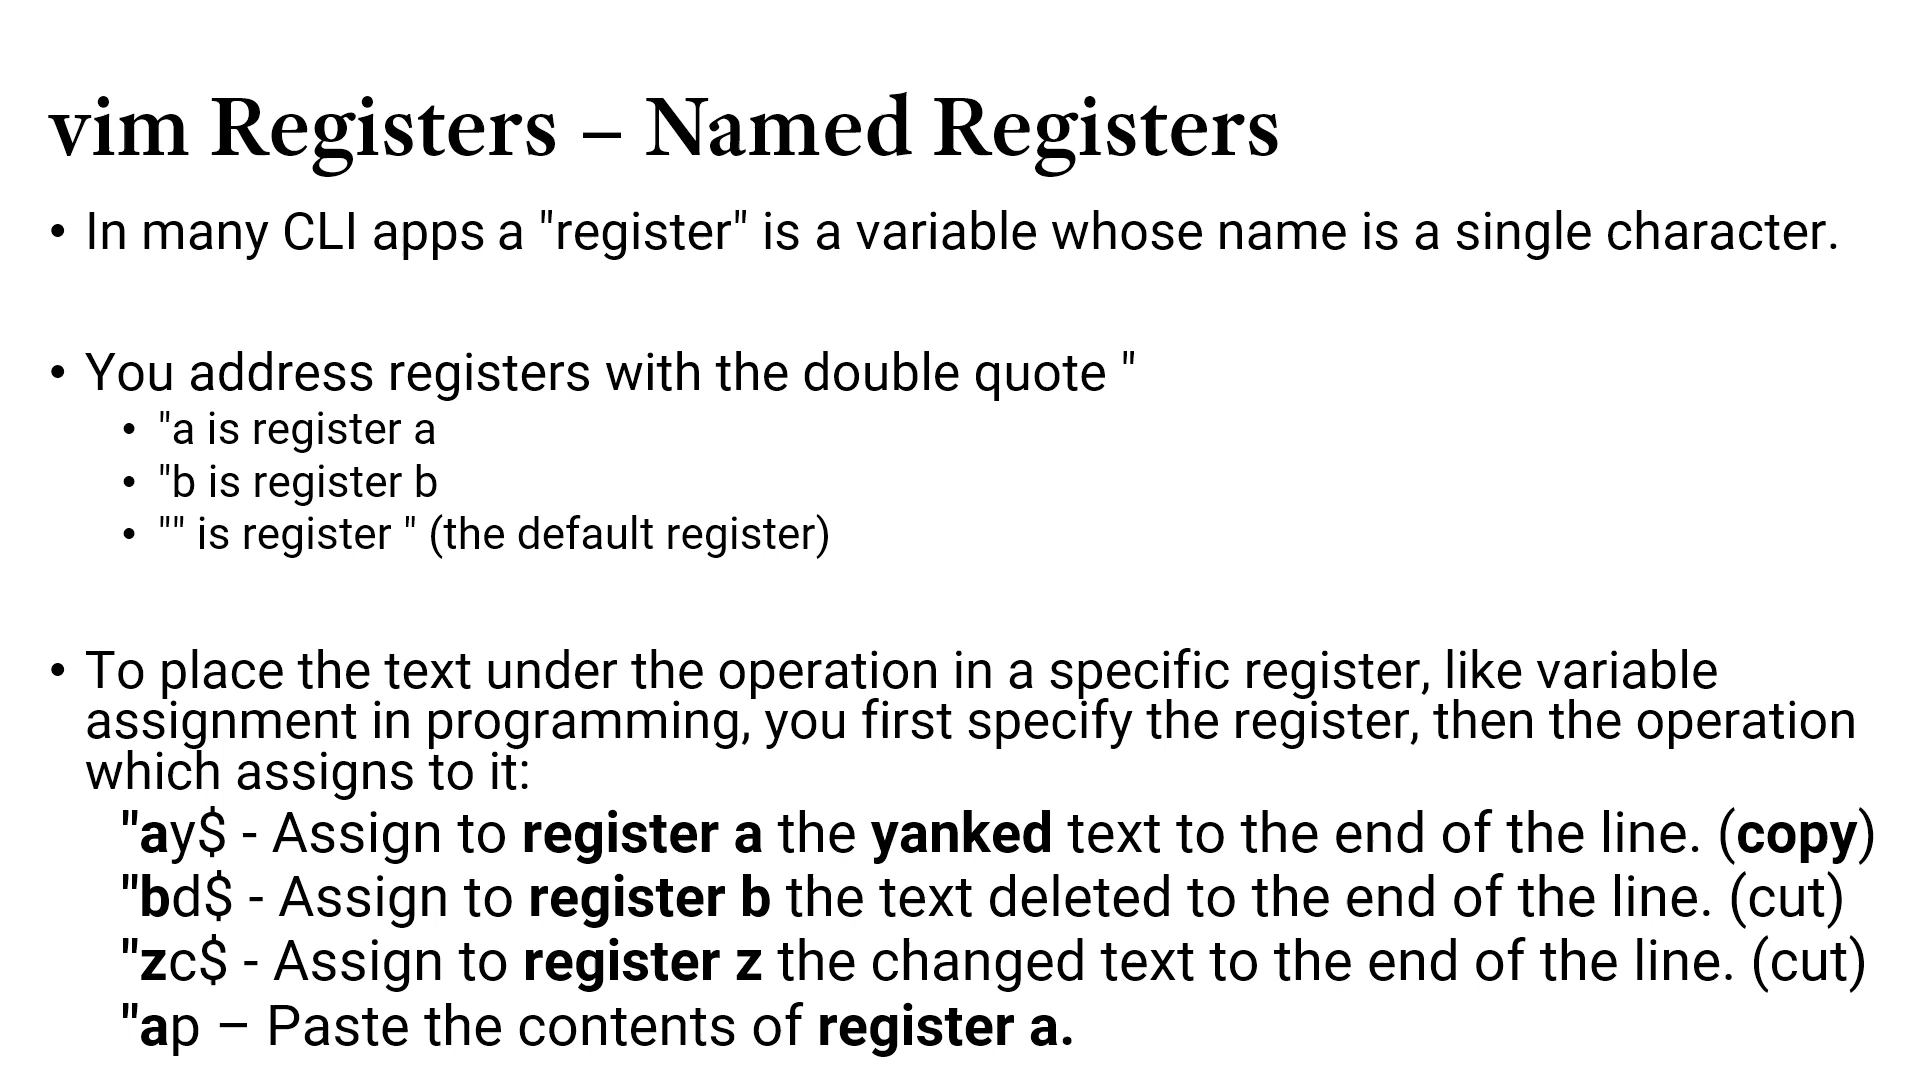 vim Registers – Named Registers
• In many CLI apps a "register" is a variable whose name is a single character.
• You address registers with the double quote "
• "a is register a
• "b is register b
• "" is register " (the default register)
• To place the text under the operation in a specific register, like variable
assignment in programming, you first specify the register, then the operation
which assigns to it:
"ay$ - Assign to register a the yanked text to the end of the line. (copy)
"bd$ - Assign to register b the text deleted to the end of the line. (cut)
"zc$ - Assign to register z the changed text to the end of the line. (cut)
"ap – Paste the contents of register a.